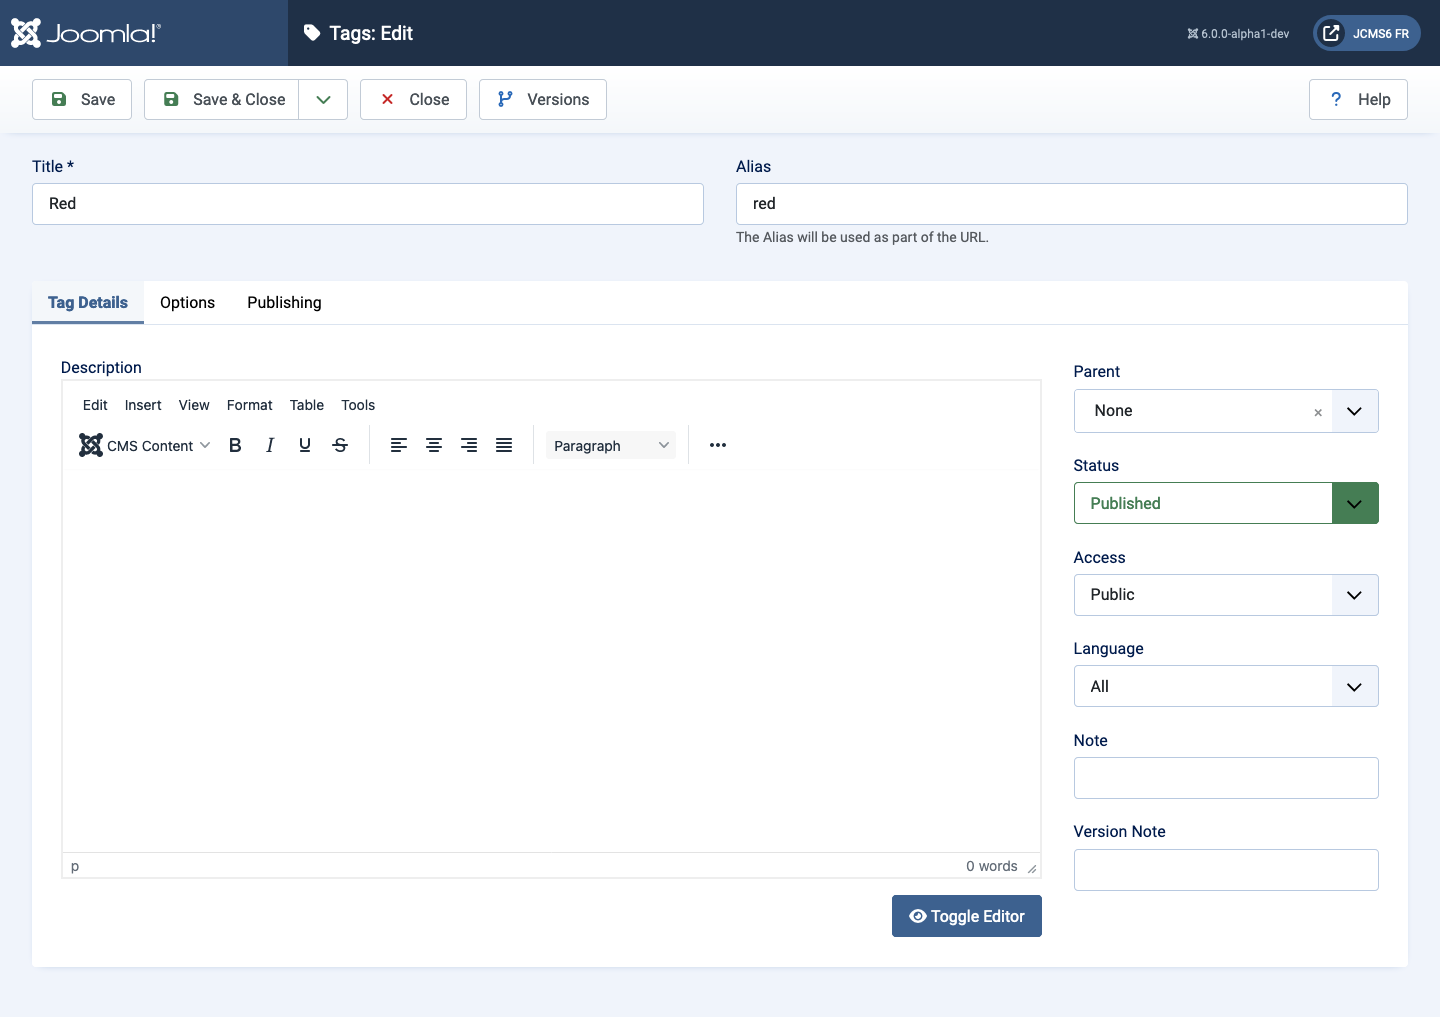 Joomla!®
Tags: Edit
6.0.0-alpha1-dev
JCMS6 FR
Save
Save & Close
Close
Versions
? Help
Title *
Red
Alias
red
The Alias will be used as part of the URL.
Tag Details
Options
Publishing
Description
Edit
Insert
View
Format
Table
Tools
CMS Content
B
I
U
S
Paragraph
p
0 words
Toggle Editor
Parent
None
Status
Published
Access
Public
Language
All
Note
Version Note